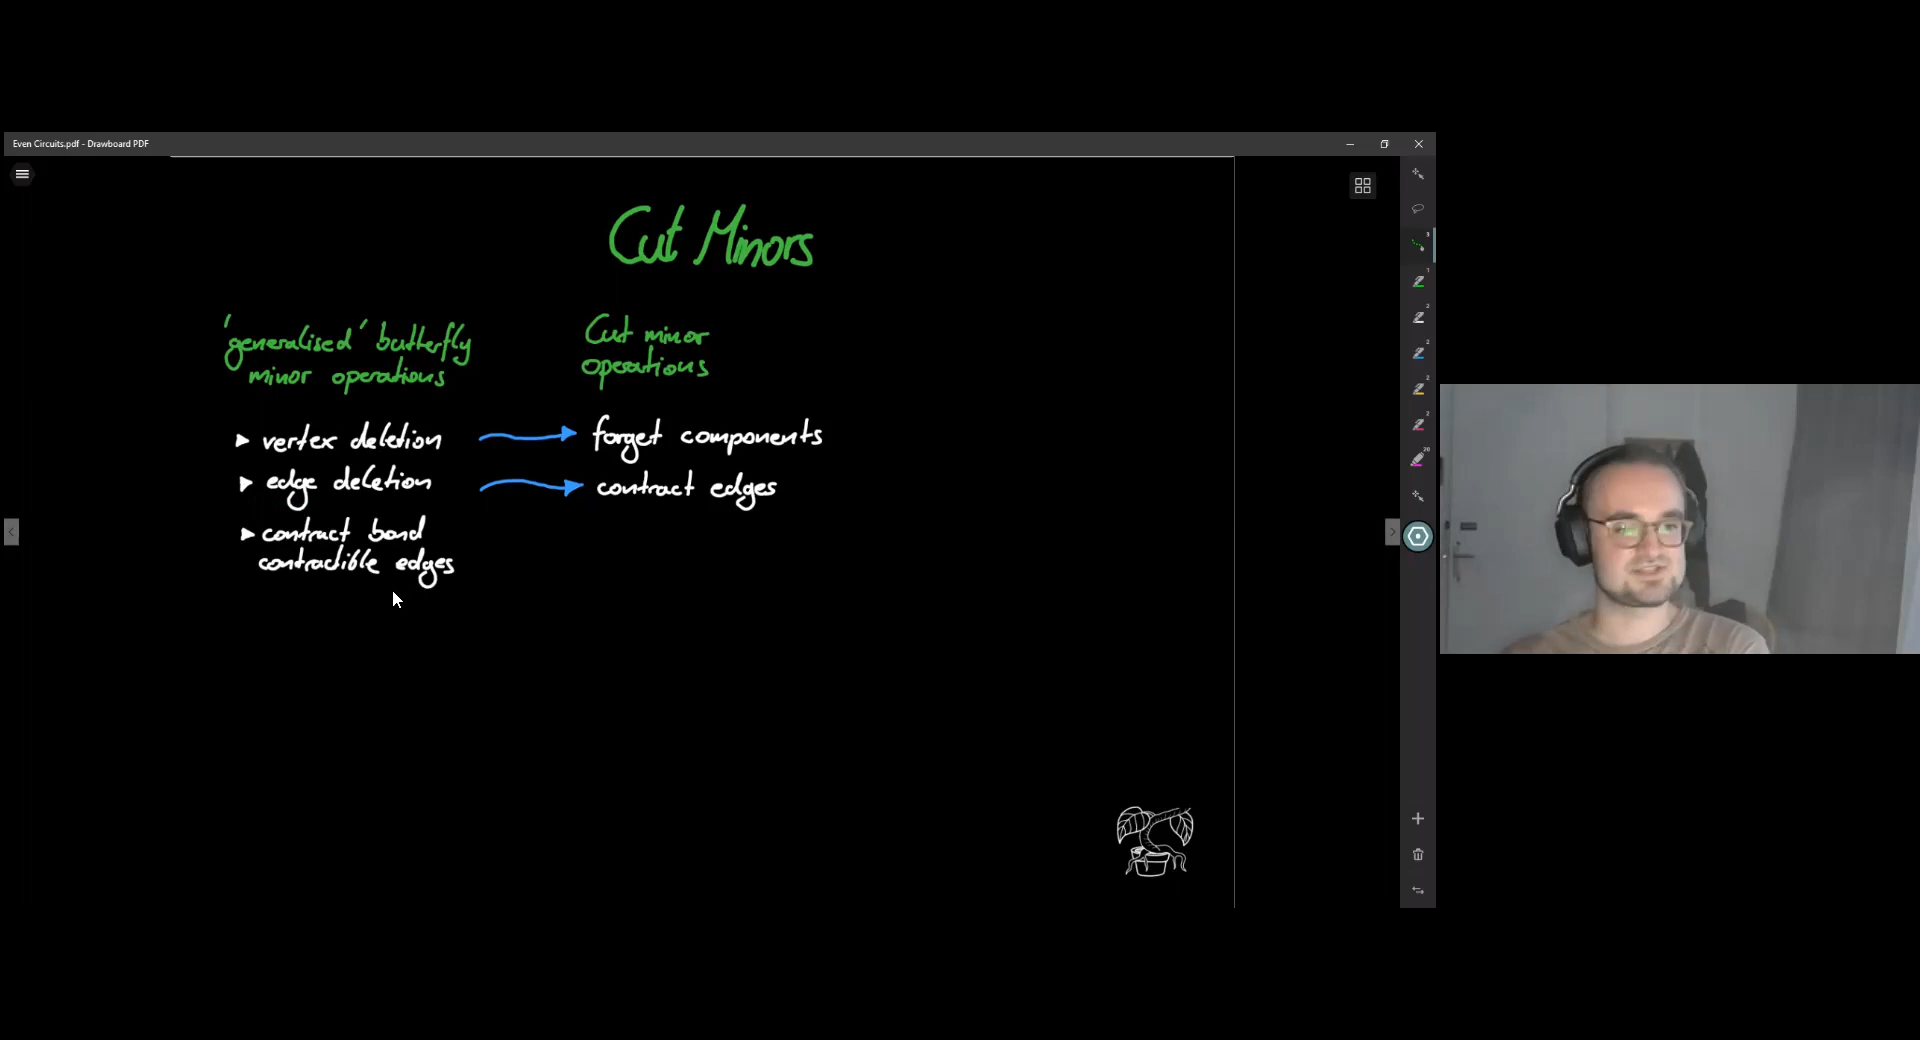 Even Circuits.pdf - Drawboard PDF
Cut Minors
'generalised' butterfly
minor operations
Cut minor
operations
▶ vertex deletion → forget components
▶ edge deletion → contract edges
▶ contract bond
contractible edges